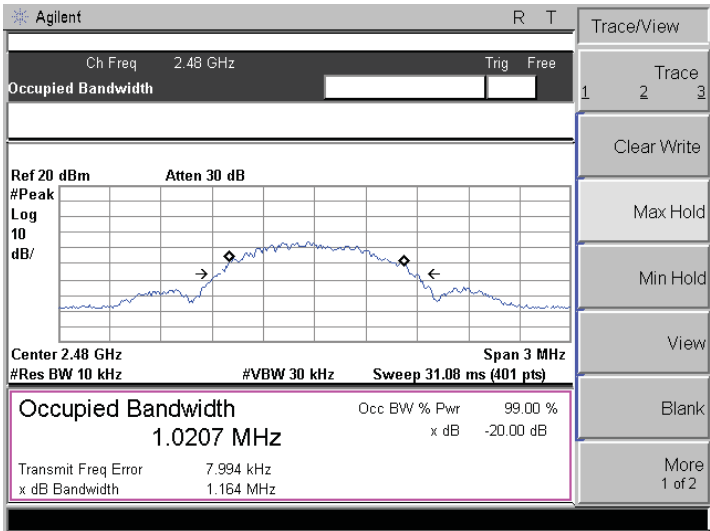 Agilent
R T
Ch Freq 2.48 GHz
Trig Free
Occupied Bandwidth
Ref 20 dBm
Atten 30 dB
#Peak
Log
10
dB/
Center 2.48 GHz
Span 3 MHz
#Res BW 10 kHz
#VBW 30 kHz
Sweep 31.08 ms (401 pts)
Occupied Bandwidth
1.0207 MHz
Occ BW % Pwr 99.00 %
x dB -20.00 dB
Transmit Freq Error 7.994 kHz
x dB Bandwidth 1.164 MHz
Trace/View
Trace
1 2 3
Clear Write
Max Hold
Min Hold
View
Blank
More
1 of 2